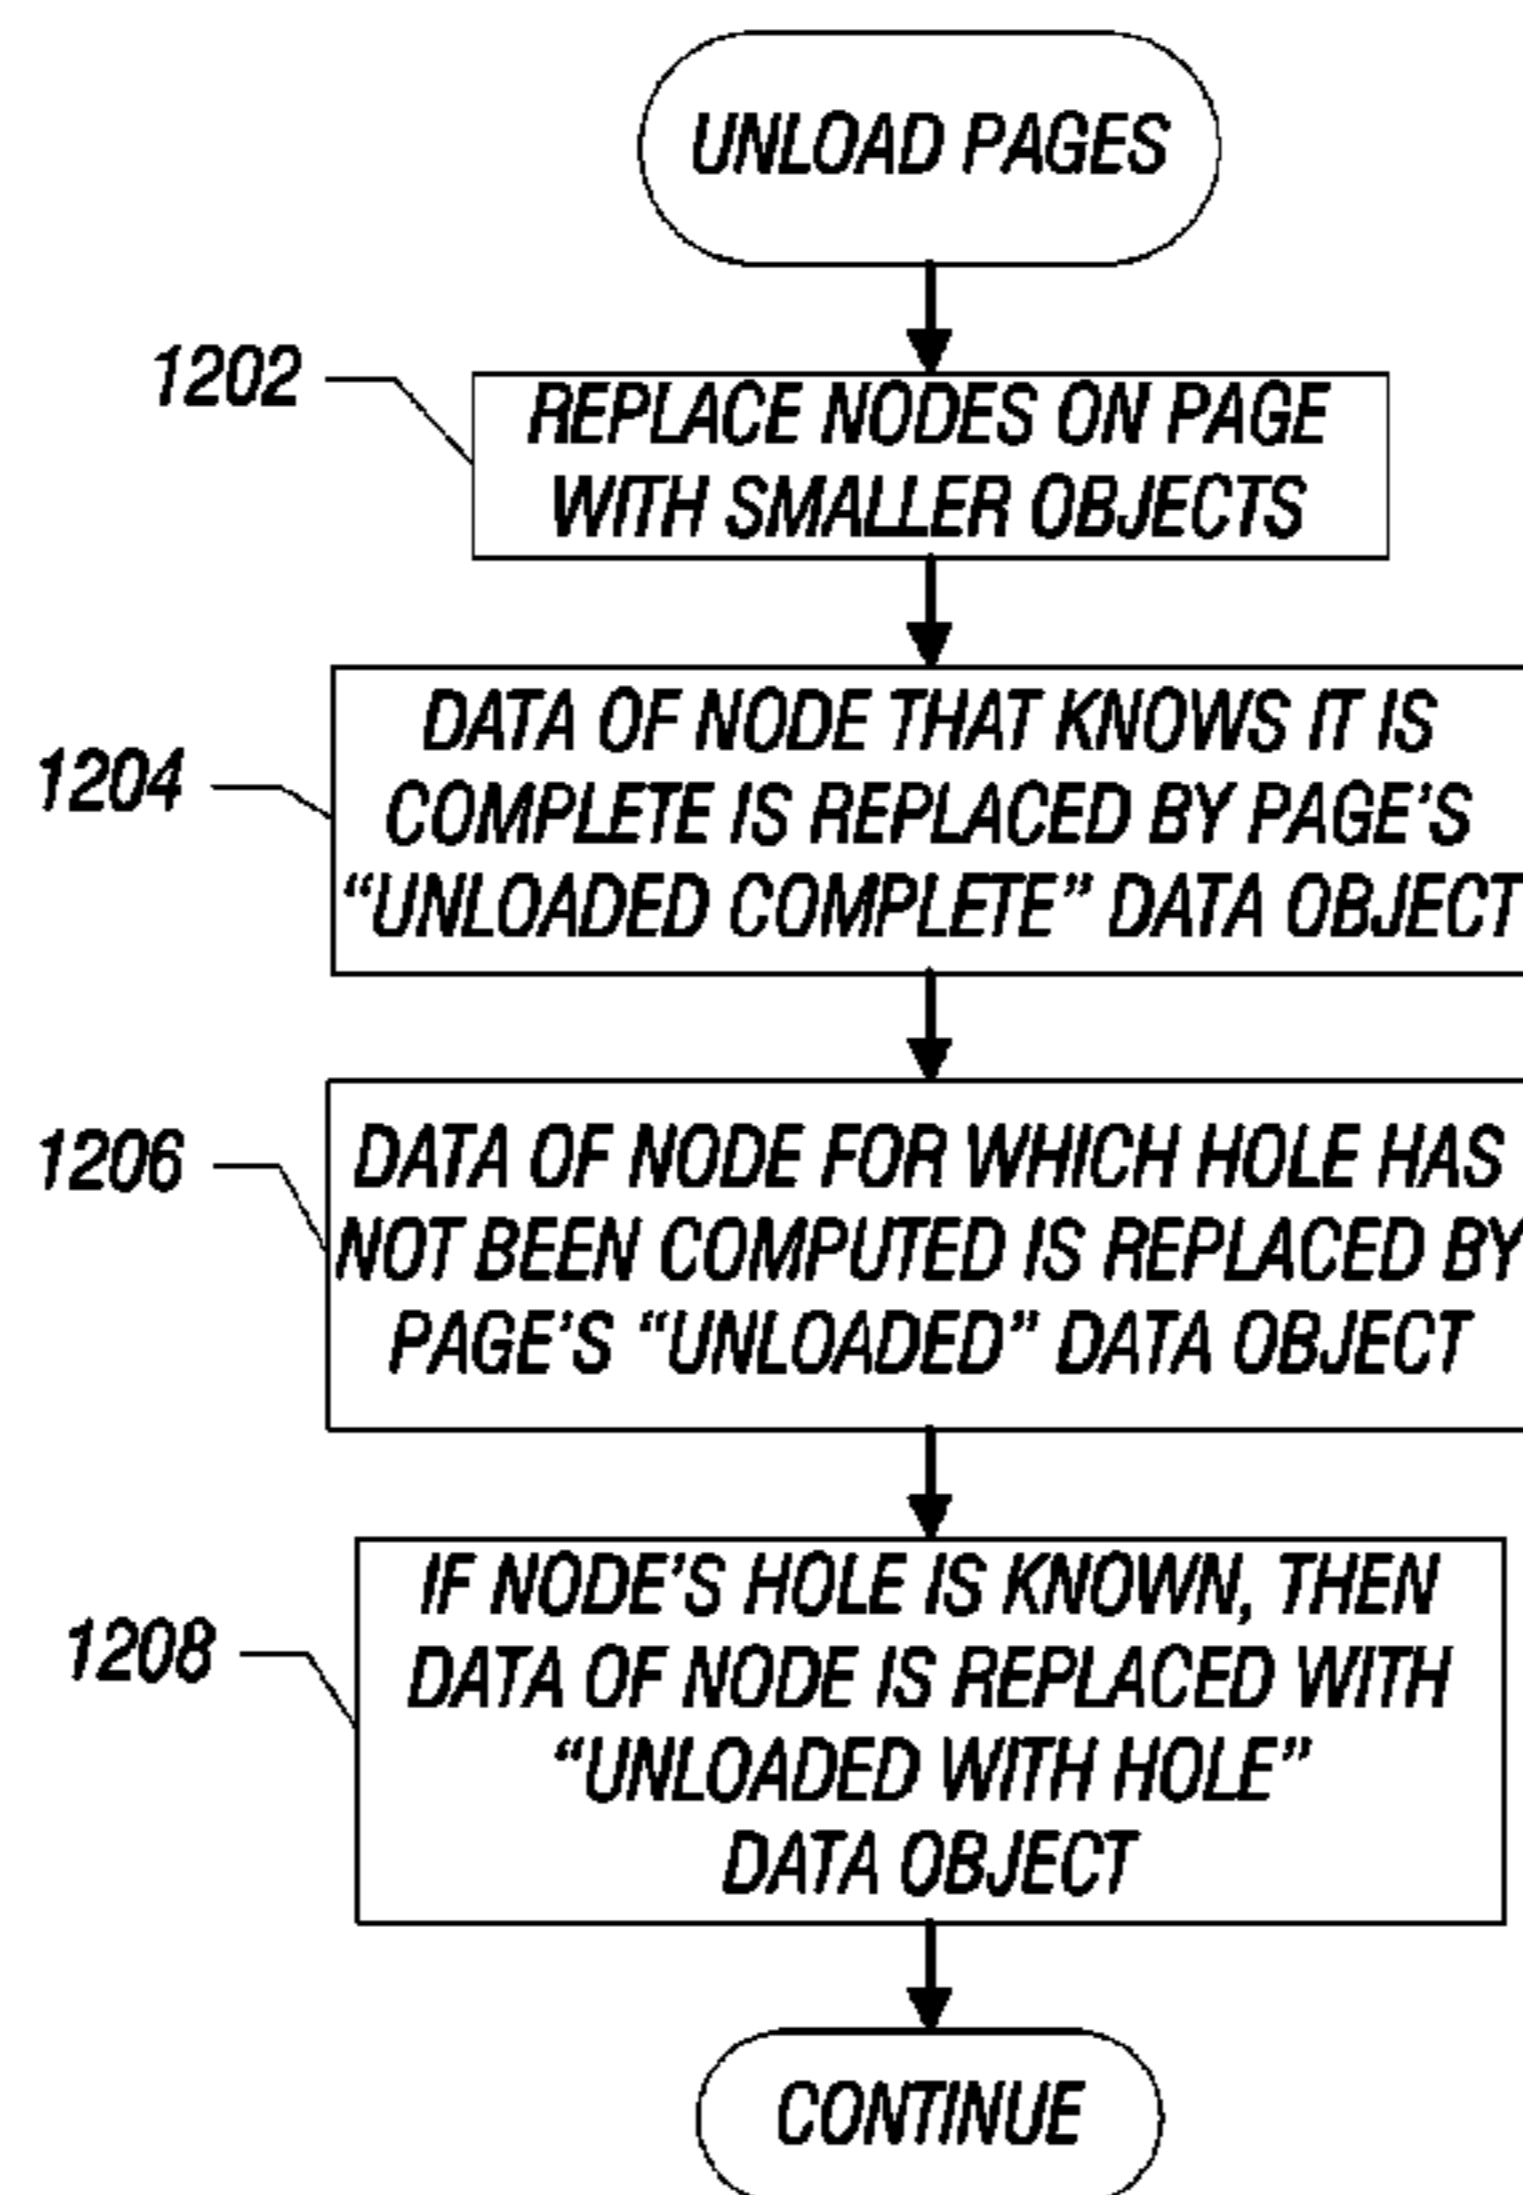 UNLOAD PAGES
1202
REPLACE NODES ON PAGE
WITH SMALLER OBJECTS
1204
DATA OF NODE THAT KNOWS IT IS
COMPLETE IS REPLACED BY PAGE'S
“UNLOADED COMPLETE” DATA OBJECT
1206
DATA OF NODE FOR WHICH HOLE HAS
NOT BEEN COMPUTED IS REPLACED BY
PAGE'S “UNLOADED” DATA OBJECT
1208
IF NODE'S HOLE IS KNOWN, THEN
DATA OF NODE IS REPLACED WITH
“UNLOADED WITH HOLE”
DATA OBJECT
CONTINUE